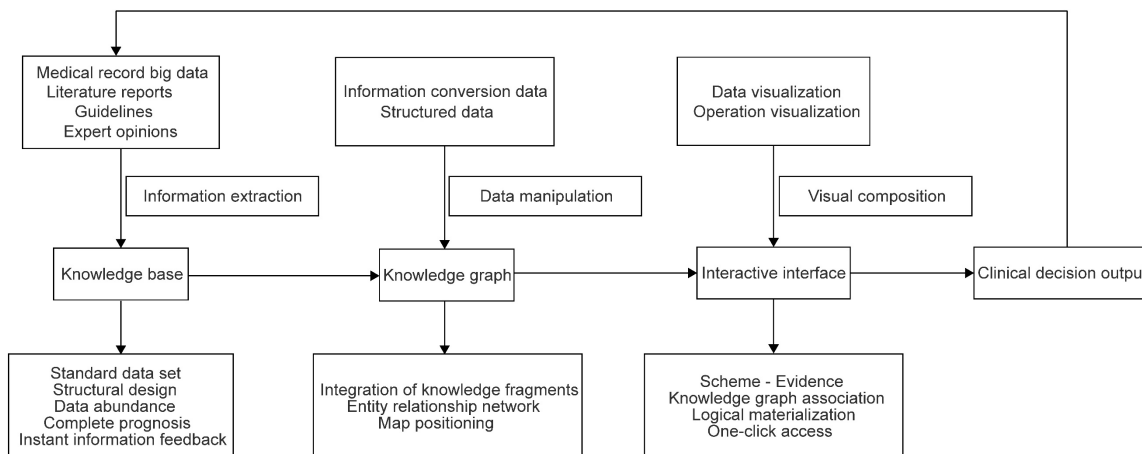 Medical record big data
Literature reports
Guidelines
Expert opinions
Information conversion data
Structured data
Data visualization
Operation visualization
Information extraction
Data manipulation
Visual composition
Knowledge base
Knowledge graph
Interactive interface
Clinical decision output
Standard data set
Structural design
Data abundance
Complete prognosis
Instant information feedback
Integration of knowledge fragments
Entity relationship network
Map positioning
Scheme - Evidence
Knowledge graph association
Logical materialization
One-click access